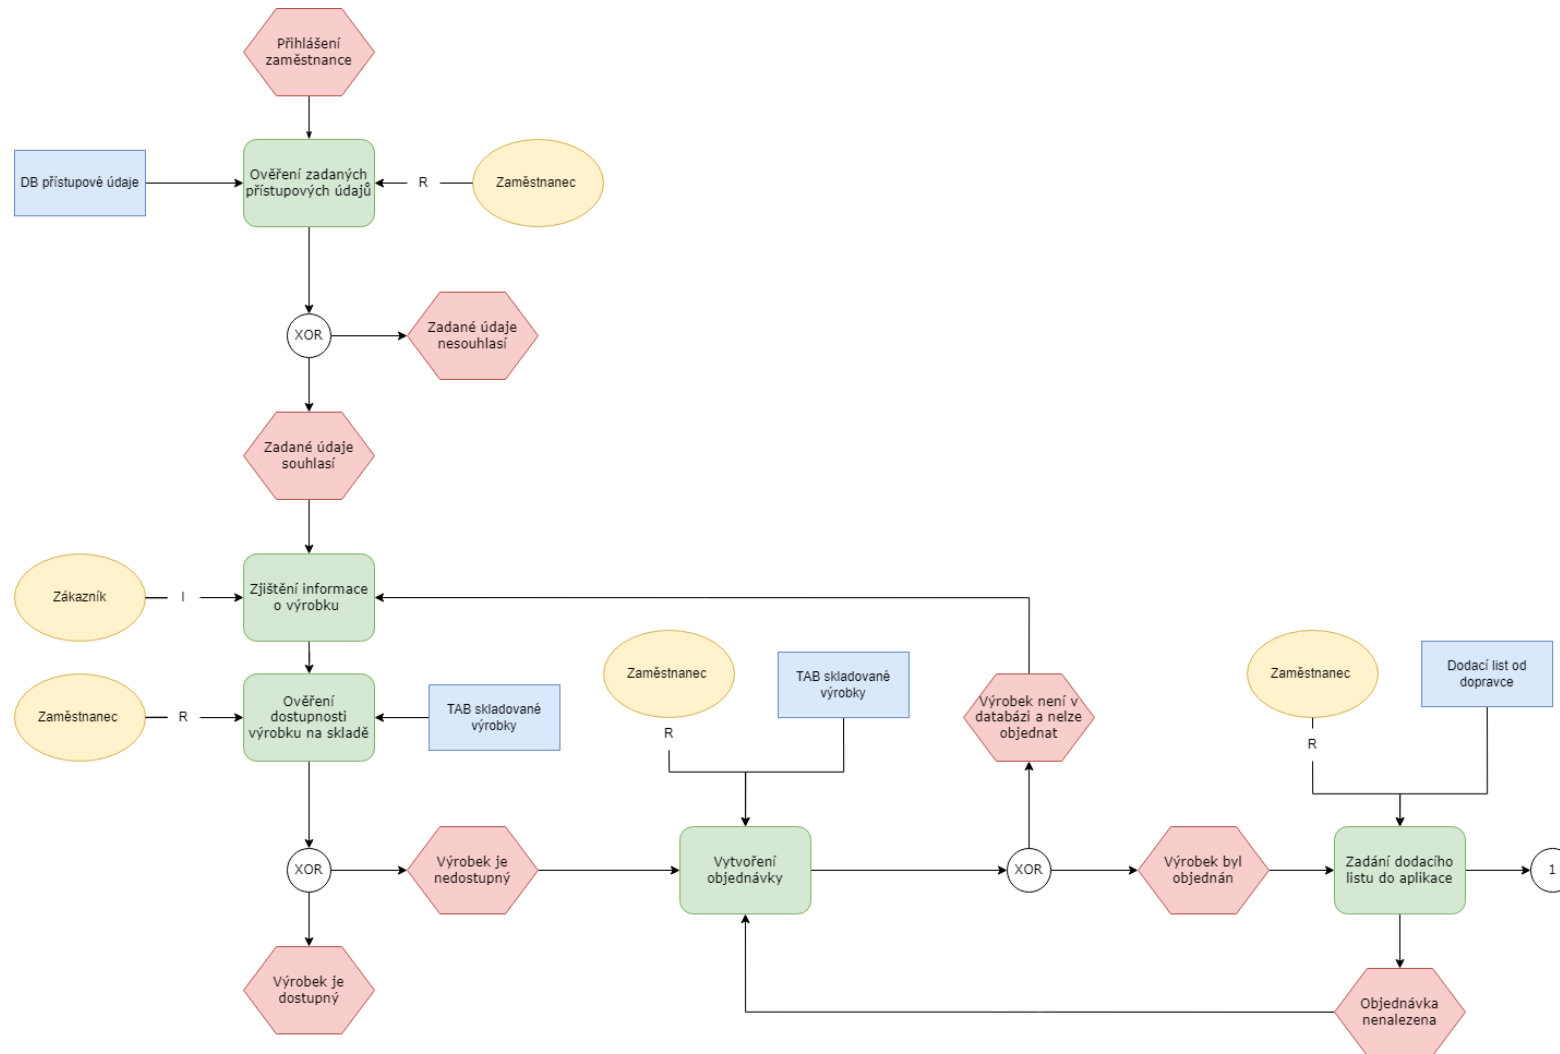 Přihlášení
zaměstnance
DB přístupové údaje
Ověření zadaných
přístupových údajů
R
Zaměstnanec
XOR
Zadané údaje
nesouhlasí
Zadané údaje
souhlasí
Zákazník
I
Zjištění informace
o výrobku
Zaměstnanec
R
Ověření
dostupnosti
výrobku na skladě
TAB skladované
výrobky
Zaměstnanec
R
TAB skladované
výrobky
Výrobek není v
databázi a nelze
objednat
Zaměstnanec
R
Dodací list od
dopravce
XOR
Výrobek je
nedostupný
Vytvoření
objednávky
XOR
Výrobek byl
objednán
Zadání dodacího
listu do aplikace
1
Výrobek je
dostupný
Objednávka
nenalezena